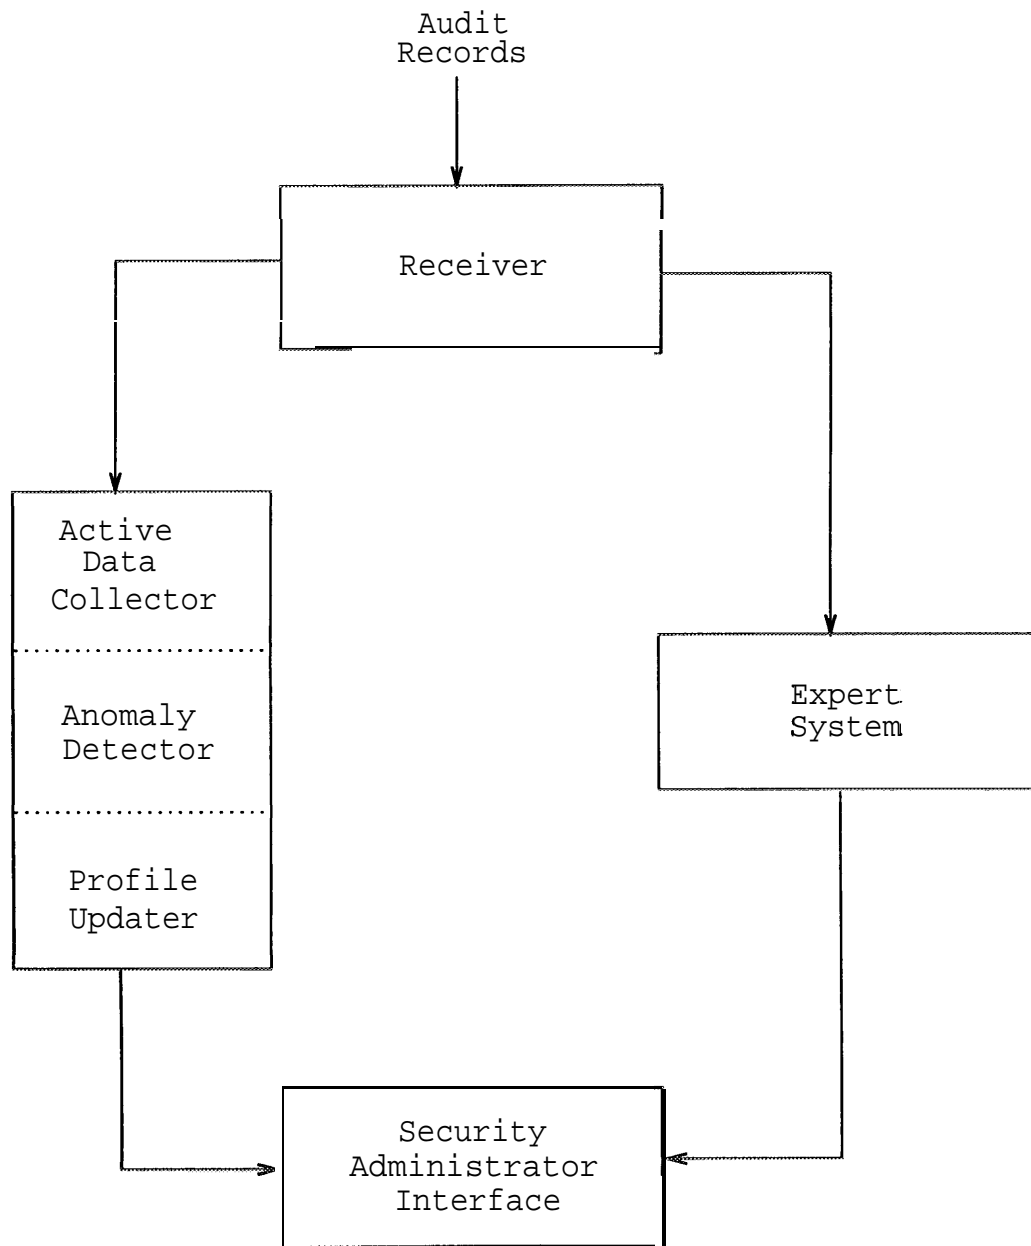 Audit
Records
Receiver
Active
Data
Collector
Anomaly
Detector
Profile
Updater
Expert
System
Security
Administrator
Interface